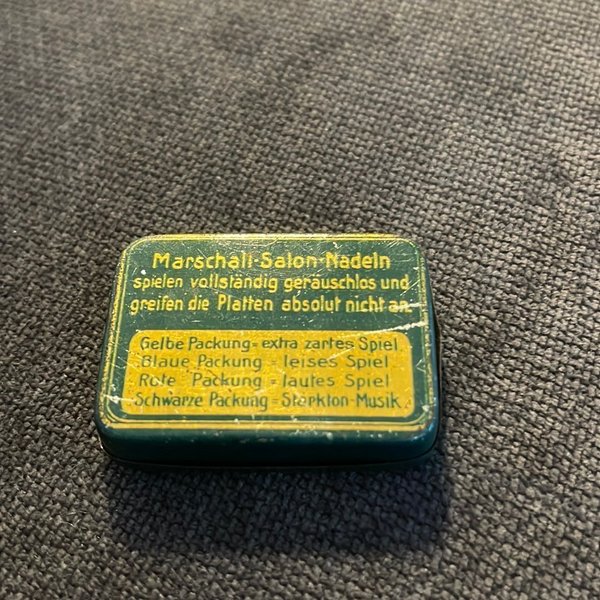 Marschall-Salon-Nadeln
spielen vollständig geräuschlos und
greifen die Platten absolut nicht an.
Gelbe Packung = extra zartes Spiel
Blaue Packung = leises Spiel
Rote Packung = lautes Spiel
Schwarze Packung = Starkton-Musik.